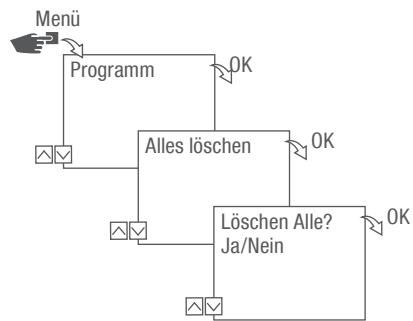 Menü
Programm
OK
Alles löschen
OK
Löschen Alle?
Ja/Nein
OK